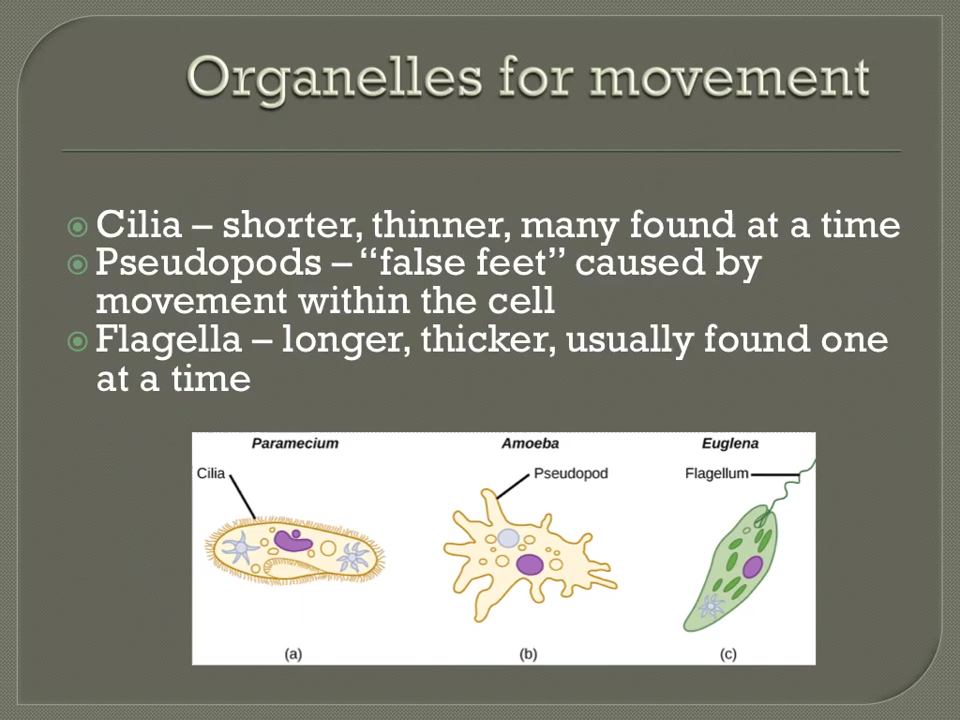 Organelles for movement
Cilia – shorter, thinner, many found at a time
Pseudopods – “false feet” caused by
movement within the cell
Flagella – longer, thicker, usually found one
at a time
Paramecium Amoeba Euglena
Cilia Pseudopod Flagellum
(a) (b) (c)